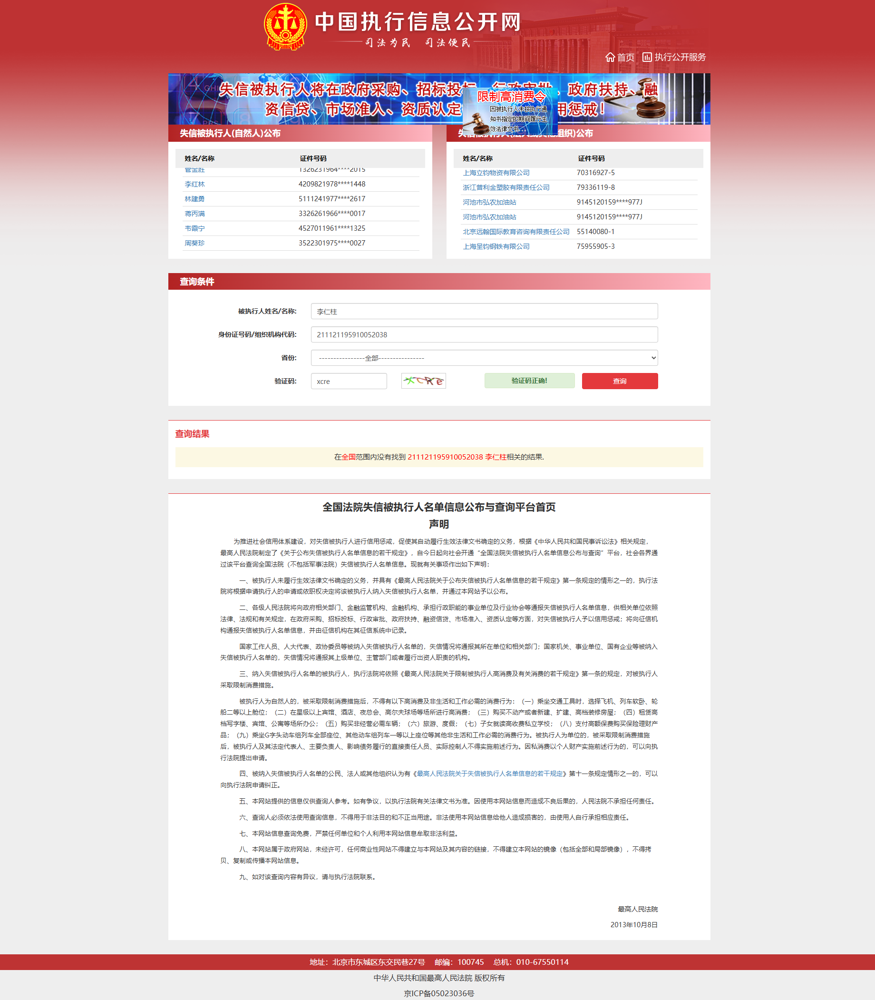 中国执行信息公开网
司法为民 司法便民
首页 执行公开服务
失信被执行人将在政府采购、招标投标、行政审批、政府扶持、融
资信贷、市场准入、资质认定 用惩戒！
限制高消费令
因被执行人未按执行通
知书指定的期间履行生
效法律文书...
失信被执行人(自然人)公布
姓名/名称 证件号码
管金胜 1326231964****2015
李红林 4209821978****1448
林建勇 5111241977****2617
蒋丙满 3326261966****0017
韦霞宁 4527011961****1325
周葵珍 3522301975****0027
失信被执行人(法人或其他组织)公布
姓名/名称 证件号码
上海立钧物资有限公司 70316927-5
浙江普利金塑胶有限责任公司 79336119-8
河池市弘农加油站 9145120159****977J
河池市弘农加油站 9145120159****977J
北京远翰国际教育咨询有限责任公司 55140080-1
上海呈钧钢铁有限公司 75955905-3
查询条件
被执行人姓名/名称: 李仁柱
身份证号码/组织机构代码: 211121195910052038
省份: ----------------全部----------------
验证码: xcre xcRe 验证码正确! 查询
查询结果
在全国范围内没有找到 211121195910052038 李仁柱相关的结果.
全国法院失信被执行人名单信息公布与查询平台首页
声明
为推进社会信用体系建设，对失信被执行人进行信用惩戒，促使其自动履行生效法律文书确定的义务，根据《中华人民共和国民事诉讼法》相关规定，
最高人民法院制定了《关于公布失信被执行人名单信息的若干规定》，自今日起向社会开通“全国法院失信被执行人名单信息公布与查询”平台，社会各界通
过该平台查询全国法院（不包括军事法院）失信被执行人名单信息。现就有关事项作出如下声明：
一、被执行人未履行生效法律文书确定的义务，并具有《最高人民法院关于公布失信被执行人名单信息的若干规定》第一条规定的情形之一的，执行法
院将根据申请执行人的申请或依职权决定将该被执行人纳入失信被执行人名单，并通过本网站予以公布。
二、各级人民法院将向政府相关部门、金融监管机构、金融机构、承担行政职能的事业单位及行业协会等通报失信被执行人名单信息，供相关单位依照
法律、法规和有关规定，在政府采购、招标投标、行政审批、政府扶持、融资信贷、市场准入、资质认定等方面，对失信被执行人予以信用惩戒；将向征信机
构通报失信被执行人名单信息，并由征信机构在其征信系统中记录。
国家工作人员、人大代表、政协委员等被纳入失信被执行人名单的，失信情况将通报其所在单位和相关部门；国家机关、事业单位、国有企业等被纳入
失信被执行人名单的，失信情况将通报其上级单位、主管部门或者履行出资人职责的机构。
三、纳入失信被执行人名单的被执行人，执行法院将依照《最高人民法院关于限制被执行人高消费及有关消费的若干规定》第一条的规定，对被执行人
采取限制消费措施。
被执行人为自然人的，被采取限制消费措施后，不得有以下高消费及非生活和工作必需的消费行为：（一）乘坐交通工具时，选择飞机、列车软卧、轮
船二等以上舱位；（二）在星级以上宾馆、酒店、夜总会、高尔夫球场等场所进行高消费；（三）购买不动产或者新建、扩建、高档装修房屋；（四）租赁高
档写字楼、宾馆、公寓等场所办公；（五）购买非经营必需车辆；（六）旅游、度假；（七）子女就读高收费私立学校；（八）支付高额保费购买保险理财产
品；（九）乘坐G字头动车组列车全部座位、其他动车组列车一等以上座位等其他非生活和工作必需的消费行为。被执行人为单位的，被采取限制消费措施
后，被执行人及其法定代表人、主要负责人、影响债务履行的直接责任人员、实际控制人不得实施前述行为。因私消费以个人财产实施前述行为的，可以向执
行法院提出申请。
四、被纳入失信被执行人名单的公民、法人或其他组织认为有《最高人民法院关于失信被执行人名单信息的若干规定》第十一条规定情形之一的，可以
向执行法院申请纠正。
五、本网站提供的信息仅供查询人参考。如有争议，以执行法院有关法律文书为准。因使用本网站信息而造成不良后果的，人民法院不承担任何责任。
六、查询人必须依法使用查询信息，不得用于非法目的和不正当用途。非法使用本网站信息给他人造成损害的，由使用人自行承担相应责任。
七、本网站信息查询免费，严禁任何单位和个人利用本网站信息牟取非法利益。
八、本网站属于政府网站，未经许可，任何商业性网站不得建立与本网站及其内容的链接，不得建立本网站的镜像（包括全部和局部镜像），不得拷
贝、复制或传播本网站信息。
九、如对该查询内容有异议，请与执行法院联系。
最高人民法院
2013年10月8日
地址：北京市东城区东交民巷27号 邮编：100745 总机：010-67550114
中华人民共和国最高人民法院 版权所有
京ICP备05023036号